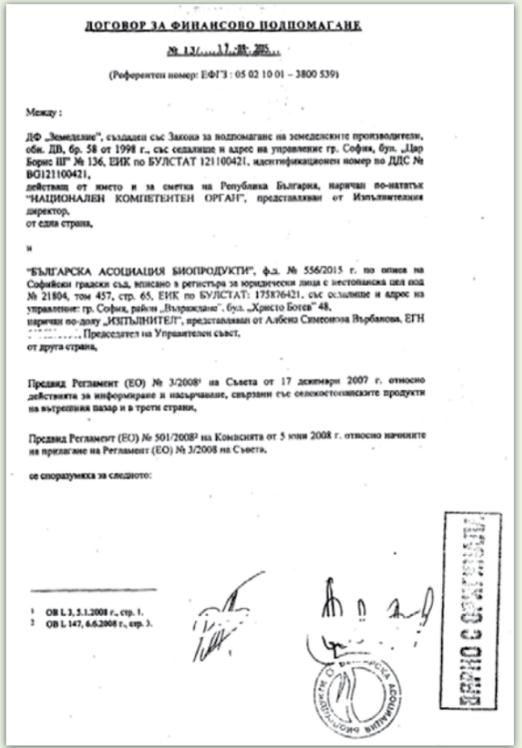 ДОГОВОР ЗА ФИНАНСОВО ПОДПОМАГАНЕ
№ 13/....17.-08-2015...
(Референтен номер: ЕФГЗ : 05 02 10 01 – 3800 539)
Между :
ДФ „Земеделие”, създаден със Закона за подпомагане на земеделските производители,
обн. ДВ, бр. 58 от 1998 г., със седалище и адрес на управление гр. София, бул. „Цар
Борис III” № 136, ЕИК по БУЛСТАТ 121100421, идентификационен номер по ДДС №
BG121100421,
действащ от името и за сметка на Република България, наричан по-нататък
"НАЦИОНАЛЕН КОМПЕТЕНТЕН ОРГАН", представляван от Изпълнителния
директор,
от една страна,
и
"БЪЛГАРСКА АСОЦИАЦИЯ БИОПРОДУКТИ", ф.д. № 556/2015 г. по описа на
Софийски градски съд, вписано в регистъра за юридически лица с нестопанска цел под
№ 21804, том 457, стр. 65, ЕИК по БУЛСТАТ: 175876421, със седалище и адрес на
управление: гр. София, район „Възраждане”, бул. „Христо Ботев” 48,
наричан по-долу „ИЗПЪЛНИТЕЛ”, представляван от Албена Симеонова Върбанова, ЕГН
Председател на Управителен съвет,
от друга страна,
Предвид Регламент (ЕО) № 3/2008¹ на Съвета от 17 декември 2007 г. относно
действията за информиране и насърчаване, свързани със селскостопанските продукти
на вътрешния пазар и в трети страни,
Предвид Регламент (ЕО) № 501/2008² на Комисията от 5 юни 2008 г. относно начините
на прилагане на Регламент (ЕО) № 3/2008 на Съвета,
се споразумяха за следното:
1 ОВ L 3, 5.1.2008 г., стр. 1.
2 ОВ L 147, 6.6.2008 г., стр. 3.
ВЯРНО С ОРИГИНАЛА
БЪЛГАРСКА АСОЦИАЦИЯ БИОПРОДУКТИ